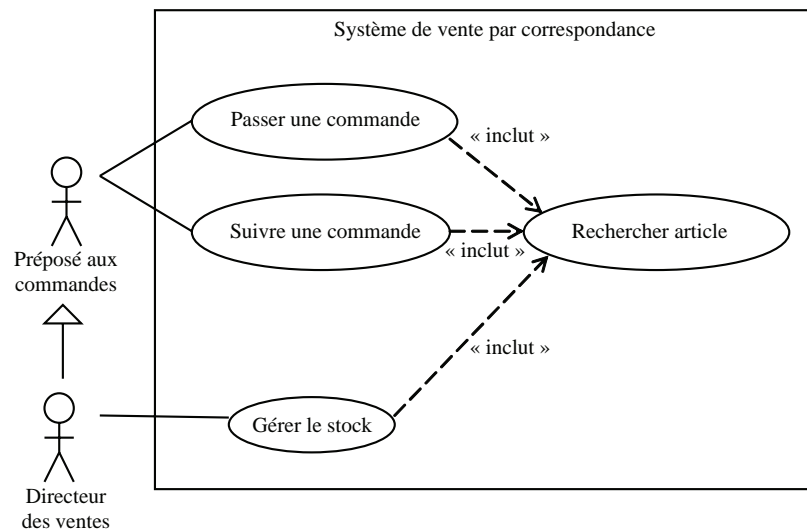 Système de vente par correspondance
Passer une commande
« inclut »
Suivre une commande
« inclut »
Rechercher article
Préposé aux
commandes
« inclut »
Gérer le stock
Directeur
des ventes